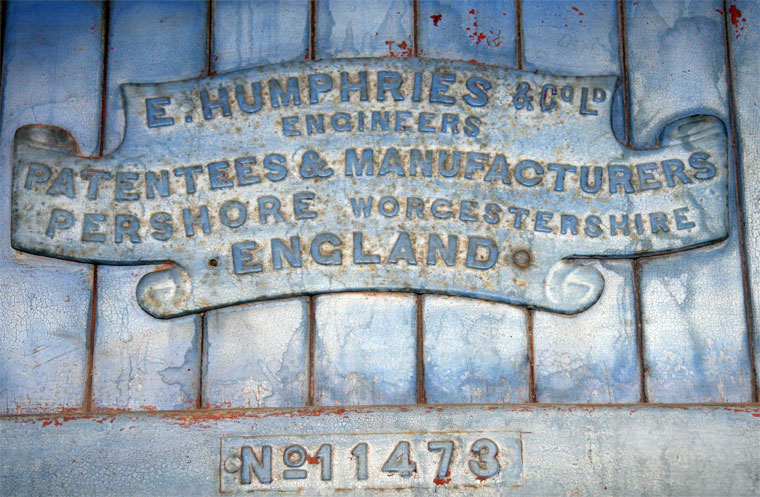 E. HUMPHRIES & CO LD
ENGINEERS
PATENTEES & MANUFACTURERS
PERSHORE WORCESTERSHIRE
ENGLAND
No 11473